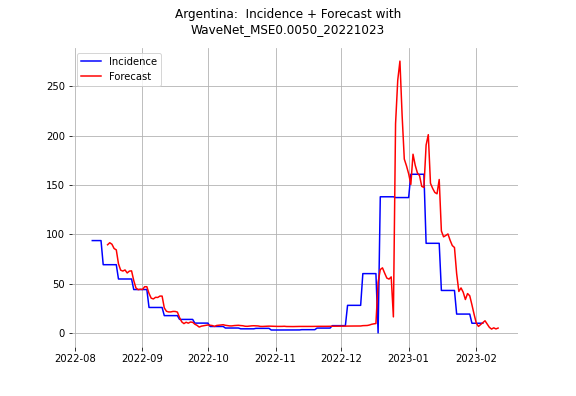 Argentina:  Incidence + Forecast with
WaveNet_MSE0.0050_20221023
Incidence
Forecast
250
200
150
100
50
0
2022-08 2022-09 2022-10 2022-11 2022-12 2023-01 2023-02